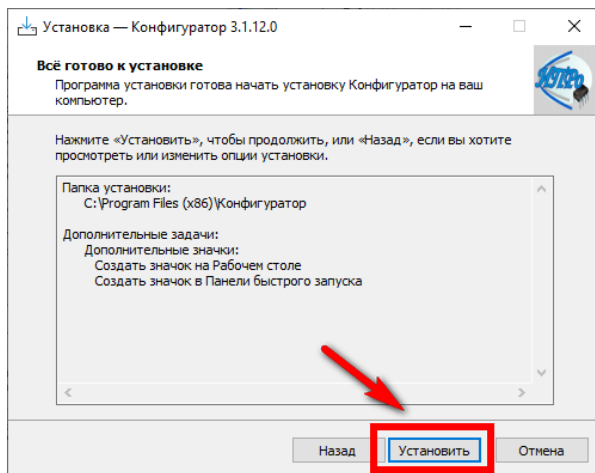 Установка — Конфигуратор 3.1.12.0
Всё готово к установке
Программа установки готова начать установку Конфигуратор на ваш
компьютер.
Нажмите «Установить», чтобы продолжить, или «Назад», если вы хотите
просмотреть или изменить опции установки.
Папка установки:
C:\Program Files (x86)\Конфигуратор
Дополнительные задачи:
Дополнительные значки:
Создать значок на Рабочем столе
Создать значок в Панели быстрого запуска
Назад
Установить
Отмена